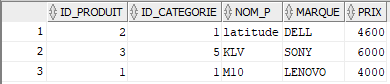 ID_PRODUIT ID_CATEGORIE NOM_P MARQUE PRIX
1 2 1 latitude DELL 4600
2 3 5 KLV SONY 6000
3 1 1 M10 LENOVO 4000